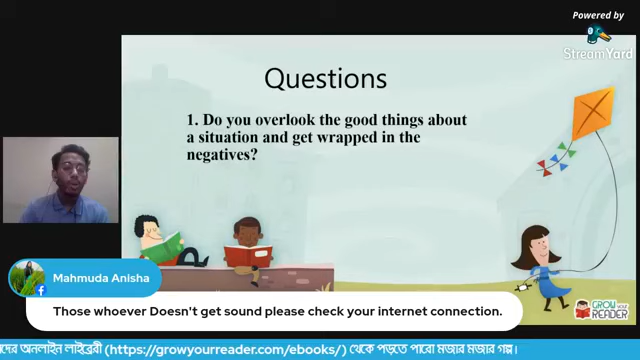 Powered by
StreamYard
Questions
1. Do you overlook the good things about
a situation and get wrapped in the
negatives?
GROW YOUR
READER
Mahmuda Anisha
Those whoever Doesn't get sound please check your internet connection.
দের অনলাইন লাইব্রেরী (https://growyourreader.com/ebooks/) থেকে পড়তে পারো মজার মজার গল্প।